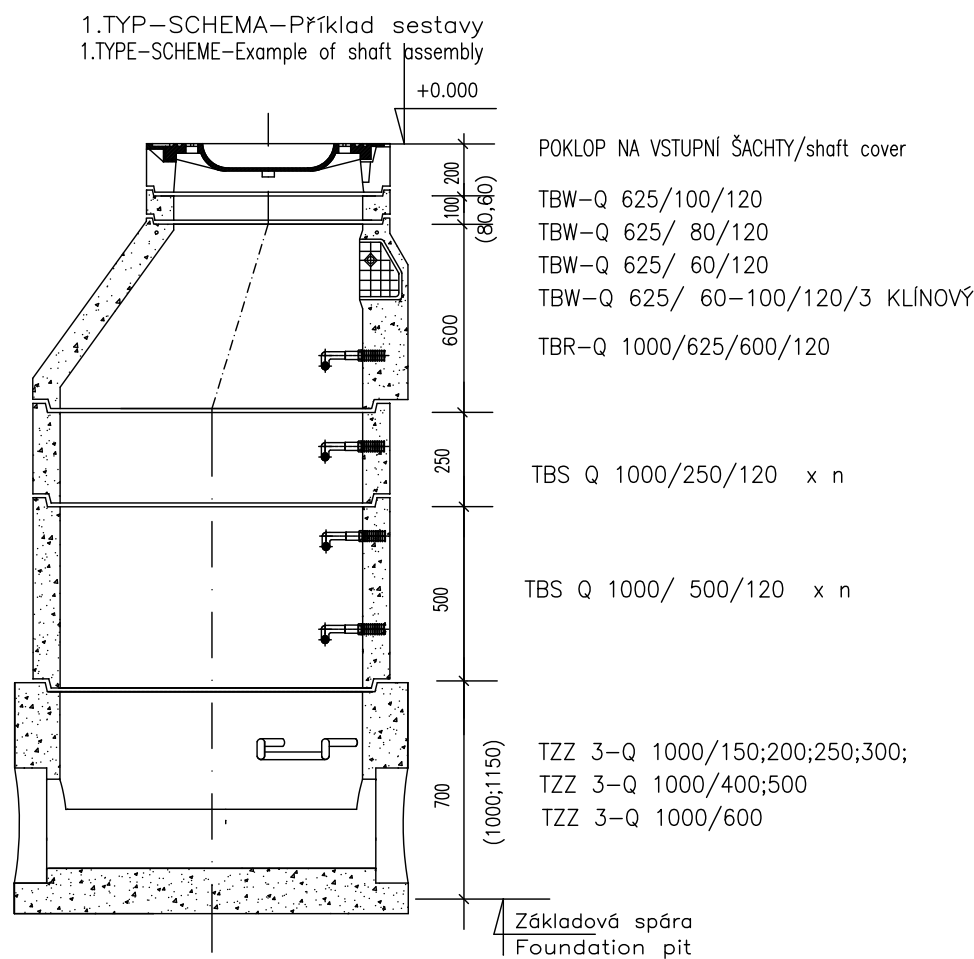 1.TYP-SCHEMA-Příklad sestavy
1.TYPE-SCHEME-Example of shaft assembly
+0.000
POKLOP NA VSTUPNÍ ŠACHTY/shaft cover
200
100
(80,60)
TBW-Q 625/100/120
TBW-Q 625/ 80/120
TBW-Q 625/ 60/120
TBW-Q 625/ 60-100/120/3 KLÍNOVÝ
600
TBR-Q 1000/625/600/120
250
TBS Q 1000/250/120 x n
500
TBS Q 1000/ 500/120 x n
700
(1000;1150)
TZZ 3-Q 1000/150;200;250;300;
TZZ 3-Q 1000/400;500
TZZ 3-Q 1000/600
Základová spára
Foundation pit